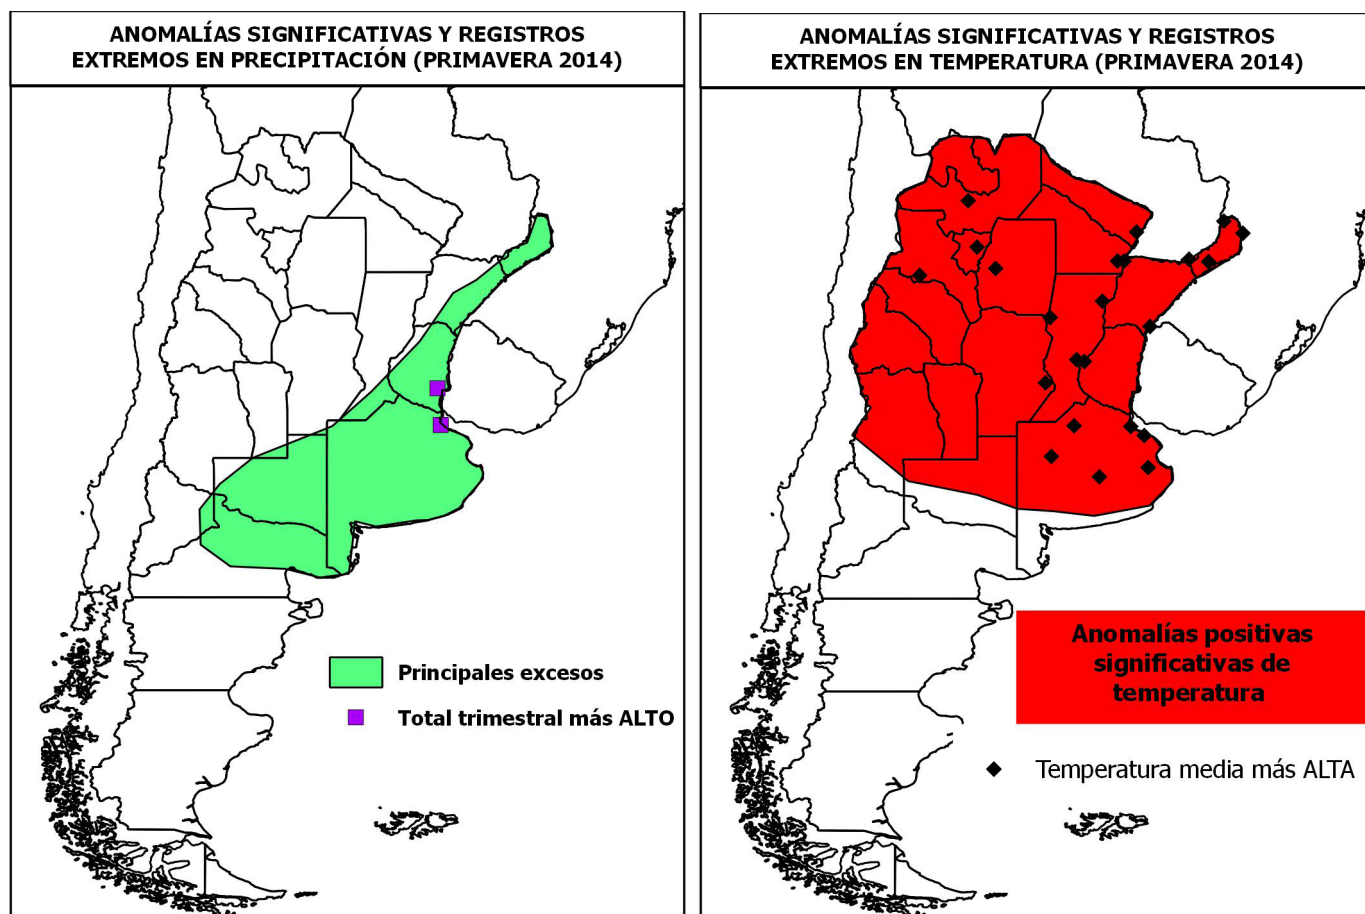 ANOMALÍAS SIGNIFICATIVAS Y REGISTROS
EXTREMOS EN PRECIPITACIÓN (PRIMAVERA 2014)
Principales excesos
Total trimestral más ALTO
ANOMALÍAS SIGNIFICATIVAS Y REGISTROS
EXTREMOS EN TEMPERATURA (PRIMAVERA 2014)
Anomalías positivas
significativas de
temperatura
Temperatura media más ALTA